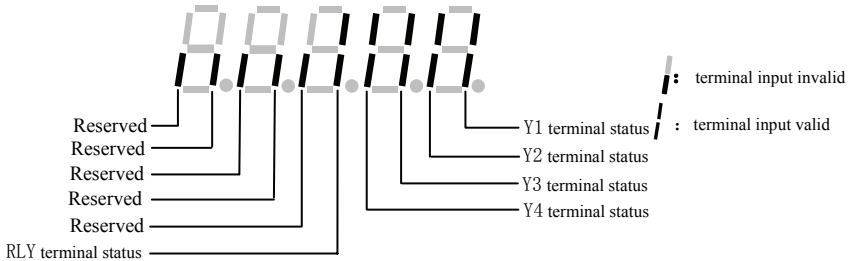 : terminal input invalid
: terminal input valid
Reserved
Reserved
Reserved
Reserved
Reserved
RLY terminal status
Y1 terminal status
Y2 terminal status
Y3 terminal status
Y4 terminal status